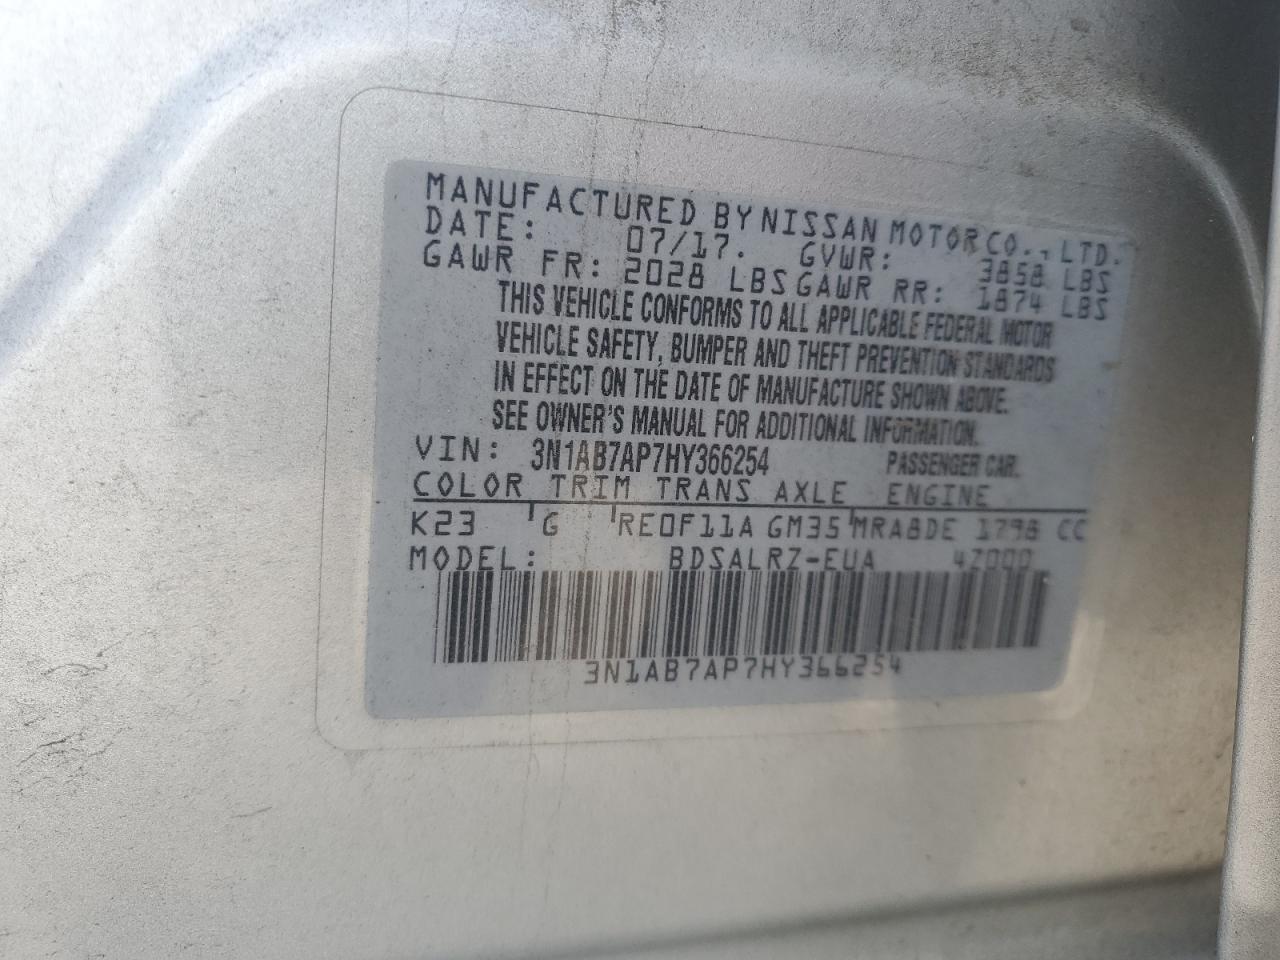 MANUFACTURED BY NISSAN MOTOR CO., LTD.
DATE: 07/17. GVWR: 3858 LBS
GAWR FR: 2028 LBS GAWR RR: 1874 LBS
THIS VEHICLE CONFORMS TO ALL APPLICABLE FEDERAL MOTOR
VEHICLE SAFETY, BUMPER AND THEFT PREVENTION STANDARDS
IN EFFECT ON THE DATE OF MANUFACTURE SHOWN ABOVE.
SEE OWNER'S MANUAL FOR ADDITIONAL INFORMATION.
VIN: 3N1AB7AP7HY366254 PASSENGER CAR.
COLOR TRIM TRANS AXLE ENGINE
K23 G RE0F11A GM35 MRA8DE 1798 CC
MODEL: BDSALRZ-EUA 4Z000
3N1AB7AP7HY366254